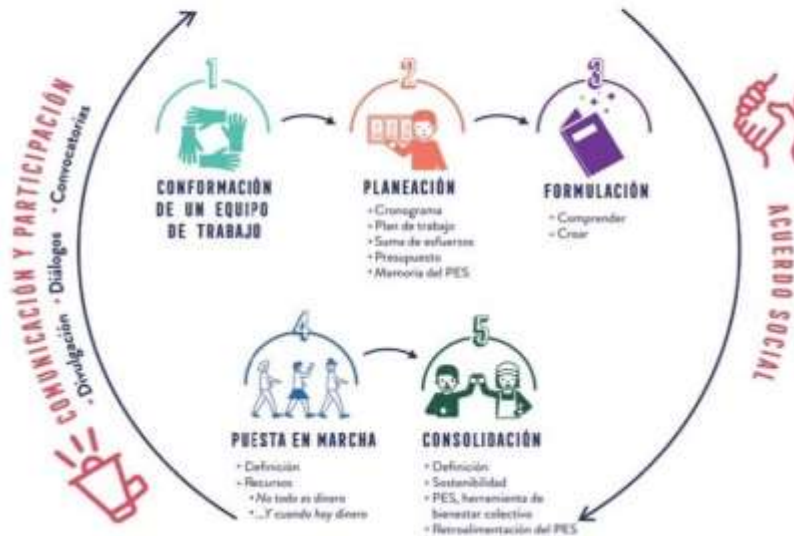 COMUNICACIÓN Y PARTICIPACIÓN
• Divulgación • Diálogos • Convocatorias
1
CONFORMACIÓN
DE UN EQUIPO
DE TRABAJO
2
PLANEACIÓN
• Cronograma
• Plan de trabajo
• Suma de esfuerzos
• Presupuesto
• Memoria del PES
3
FORMULACIÓN
• Comprender
• Crear
ACUERDO SOCIAL
4
PUESTA EN MARCHA
• Definición
• Recursos
• No todo es dinero
• ...Y cuando hay dinero
5
CONSOLIDACIÓN
• Definición
• Sostenibilidad
• PES, herramienta de
bienestar colectivo
• Retroalimentación del PES